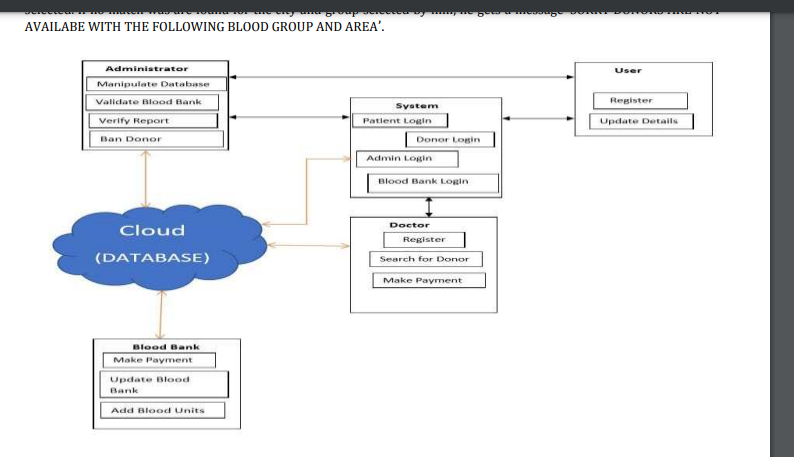 AVAILABE WITH THE FOLLOWING BLOOD GROUP AND AREA'.
Administrator
Manipulate Database
Validate Blood Bank
Verify Report
Ban Donor
System
Patient Login
Donor Login
Admin Login
Blood Bank Login
User
Register
Update Details
Cloud
(DATABASE)
Doctor
Register
Search for Donor
Make Payment
Blood Bank
Make Payment
Update Blood
Bank
Add Blood Units